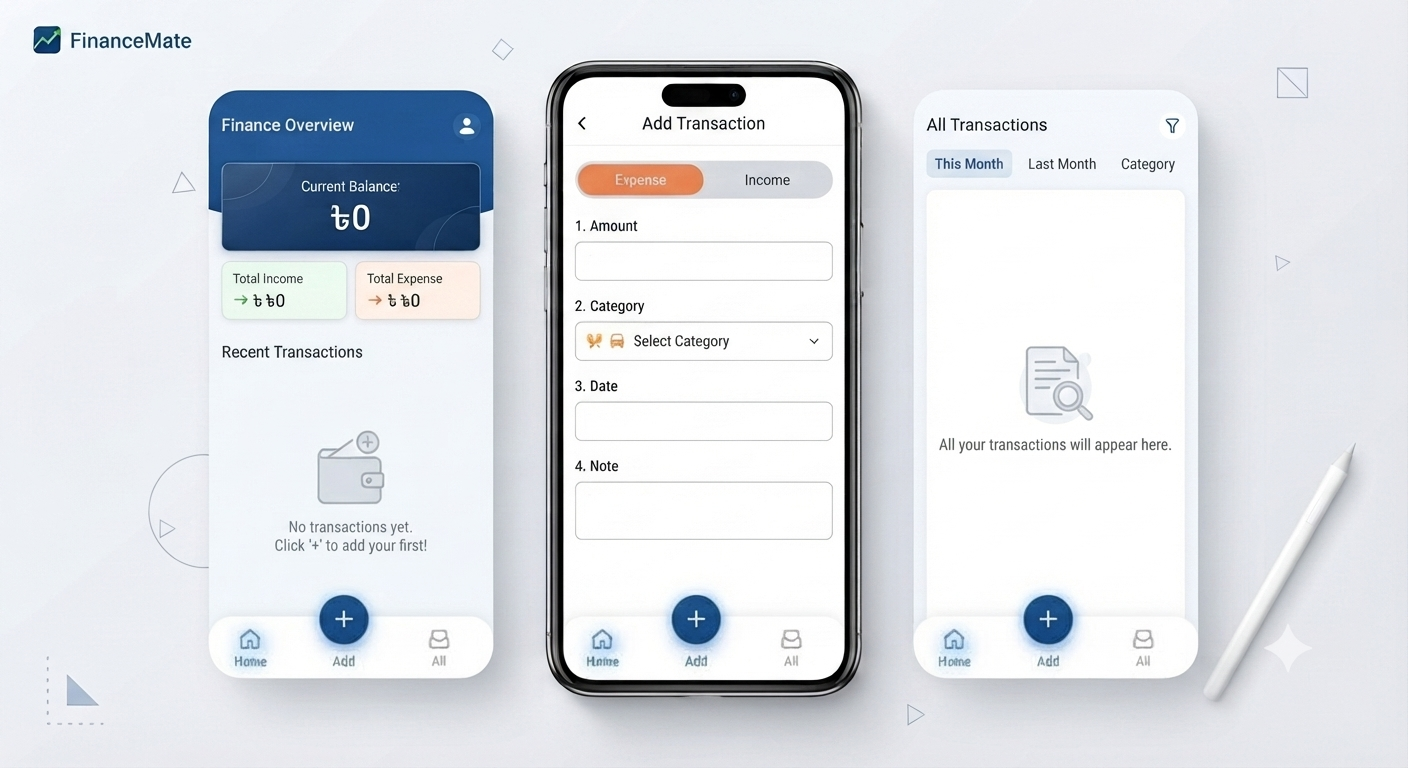 FinanceMate
Finance Overview
Current Balance:
৳0
Total Income
→ ৳ ৳0
Total Expense
→ ৳ ৳0
Recent Transactions
No transactions yet.
Click '+' to add your first!
Home
Add
All
Add Transaction
Expense
Income
1. Amount
2. Category
Select Category
3. Date
4. Note
Home
Add
All
All Transactions
This Month
Last Month
Category
All your transactions will appear here.
Home
Add
All